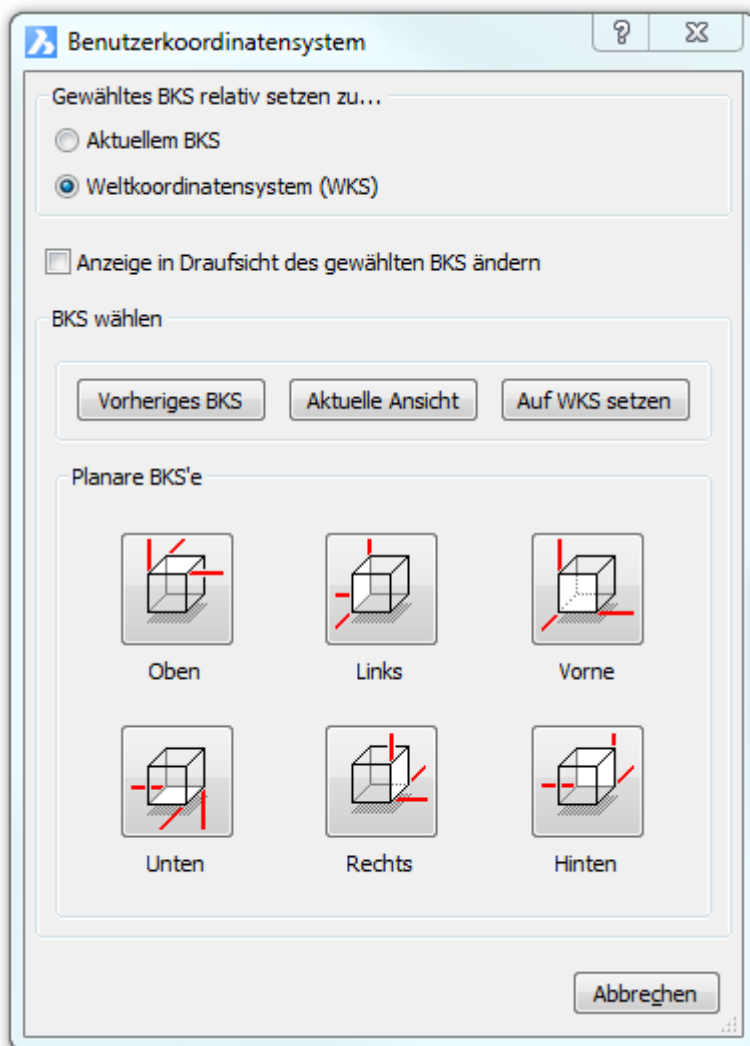 Benutzerkoordinatensystem
Gewähltes BKS relativ setzen zu...
Aktuellem BKS
Weltkoordinatensystem (WKS)
Anzeige in Draufsicht des gewählten BKS ändern
BKS wählen
Vorheriges BKS Aktuelle Ansicht Auf WKS setzen
Planare BKS'e
Oben Links Vorne
Unten Rechts Hinten
Abbrechen